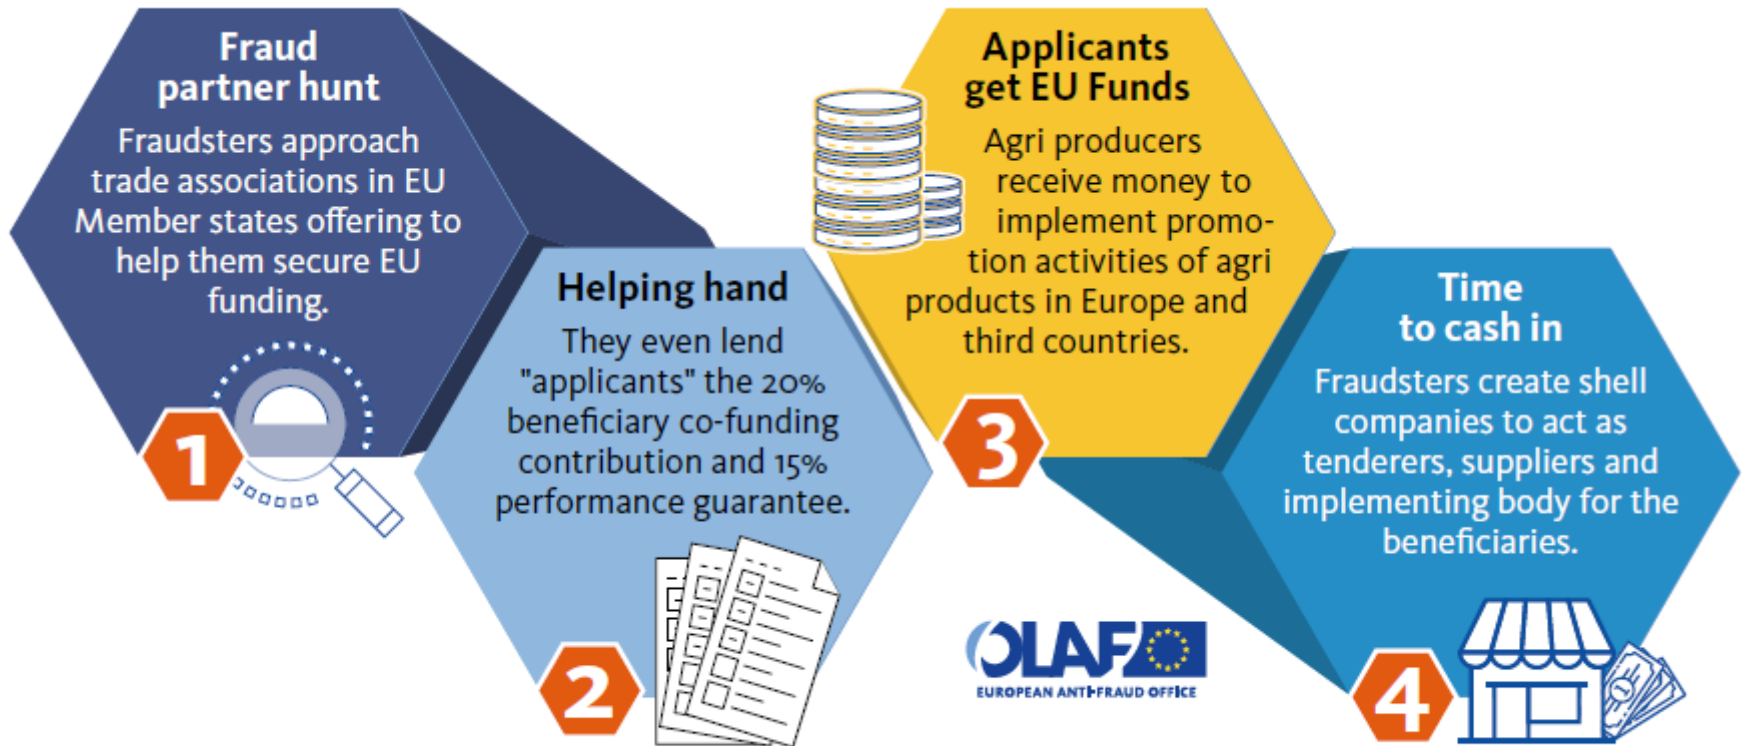 Fraud
partner hunt
Fraudsters approach
trade associations in EU
Member states offering to
help them secure EU
funding.
1
Helping hand
They even lend
"applicants" the 20%
beneficiary co-funding
contribution and 15%
performance guarantee.
2
Applicants
get EU Funds
Agri producers
receive money to
implement promo-
tion activities of agri
products in Europe and
third countries.
3
Time
to cash in
Fraudsters create shell
companies to act as
tenderers, suppliers and
implementing body for the
beneficiaries.
4
OLAF
EUROPEAN ANTI-FRAUD OFFICE